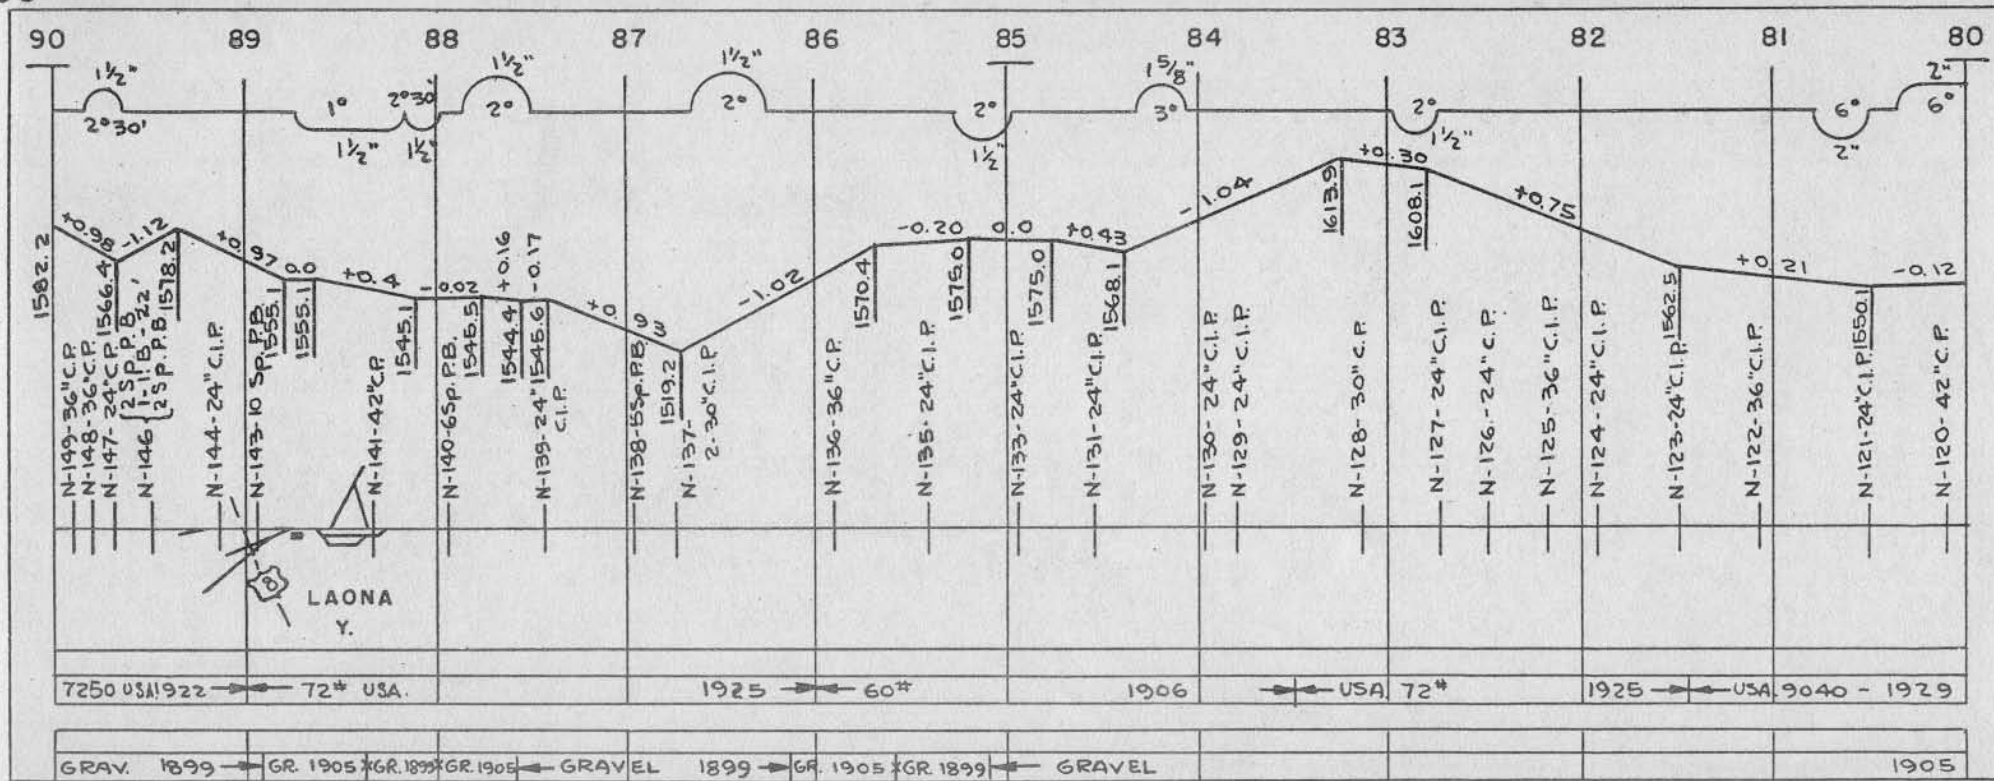 90 89 88 87 86 85 84 83 82 81 80
1½" 1½" 1½" 1⅝" 2"
1° 2°30' 2° 2° 2° 3° 2° 6° 6°
2°30' 1½" 1½" 1½" 1½" 2"
+0.98 -1.12 +0.97 0.0 +0.4 -0.02 +0.16 -0.17 +0.93 -1.02 -0.20 0.0 +0.43 -1.04 +0.30 +0.75 +0.21 -0.12
1582.2
1566.4
1578.2
1555.1
1555.1
1545.1
1545.5
1544.4
1545.6
1519.2
1570.4
1575.0
1575.0
1568.1
1613.9
1608.1
1562.5
1550.1
N-149-36"C.P.
N-148-36"C.P.
N-147-24"C.P.
N-146 { 2 SP. P.B.
1-I.B.-22'
2 SP. P.B.
N-144-24"C.I.P.
N-143-10 Sp. P.B.
N-141-42"C.P.
N-140-6Sp.P.B.
N-139-24"
C.I.P.
N-138-5Sp.P.B.
N-137-
2-30"C.I.P.
N-136-36"C.P.
N-135-24"C.I.P.
N-133-24"C.I.P.
N-131-24"C.I.P.
N-130-24"C.I.P.
N-129-24"C.I.P.
N-128-30"C.P.
N-127-24"C.I.P.
N-126-24"C.P.
N-125-36"C.I.P.
N-124-24"C.I.P.
N-123-24"C.I.P.
N-122-36"C.I.P.
N-121-24"C.I.P.
N-120-42"C.P.
8
LAONA
Y.
7250 USA 1922 72# USA. 1925 60# 1906 USA 72# 1925 USA 9040 - 1929
GRAV. 1899 GR. 1905 GR. 1899 GR. 1905 GRAVEL 1899 GR. 1905 GR. 1899 GRAVEL 1905